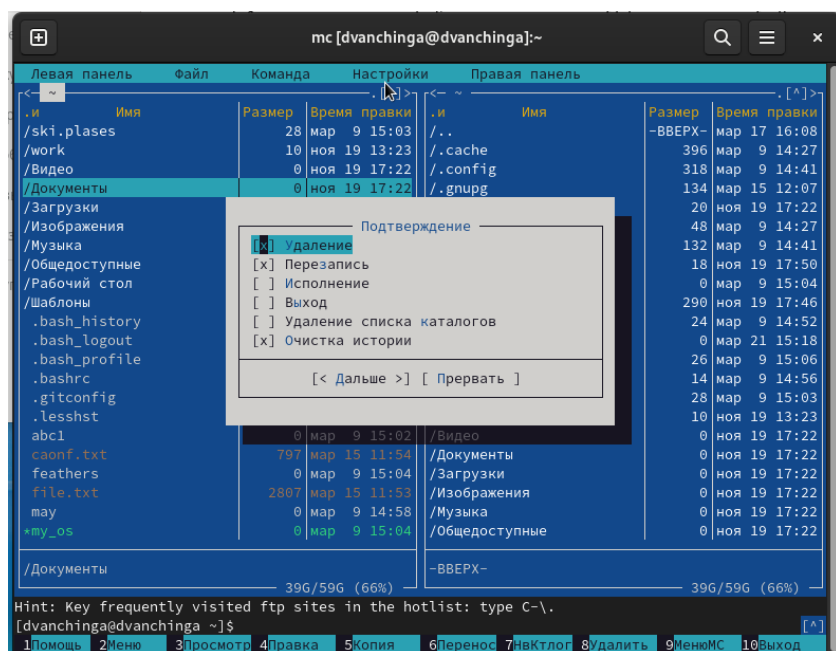 mc [dvanchinga@dvanchinga]:~
Левая панель Файл Команда Настройки Правая панель
<— ~ .[^]>
.и Имя Размер Время правки
/ski.plases 28 мар 9 15:03
/work 10 ноя 19 13:23
/Видео 0 ноя 19 17:22
/Документы 0 ноя 19 17:22
/Загрузки
/Изображения
/Музыка
/Общедоступные
/Рабочий стол
/Шаблоны
.bash_history
.bash_logout
.bash_profile
.bashrc
.gitconfig
.lesshst
abc1 0 мар 9 15:02
caonf.txt 797 мар 15 11:54
feathers 0 мар 9 15:04
file.txt 2807 мар 15 11:53
may 0 мар 9 14:58
*my_os 0 мар 9 15:04
/Документы
39G/59G (66%)
<— ~ .[^]>
.и Имя Размер Время правки
/.. -ВВЕРХ- мар 17 16:08
/.cache 396 мар 9 14:27
/.config 318 мар 9 14:41
/.gnupg 134 мар 15 12:07
20 ноя 19 17:22
48 мар 9 14:27
132 мар 9 14:41
18 ноя 19 17:50
0 мар 9 15:04
290 ноя 19 17:46
24 мар 9 14:52
0 мар 21 15:18
26 мар 9 15:06
14 мар 9 14:56
28 мар 9 15:03
10 ноя 19 13:23
/Видео 0 ноя 19 17:22
/Документы 0 ноя 19 17:22
/Загрузки 0 ноя 19 17:22
/Изображения 0 ноя 19 17:22
/Музыка 0 ноя 19 17:22
/Общедоступные 0 ноя 19 17:22
-ВВЕРХ-
39G/59G (66%)
Подтверждение
[x] Удаление
[x] Перезапись
[ ] Исполнение
[ ] Выход
[ ] Удаление списка каталогов
[x] Очистка истории
[< Дальше >] [ Прервать ]
Hint: Key frequently visited ftp sites in the hotlist: type C-\.
[dvanchinga@dvanchinga ~]$ [^]
1Помощь 2Меню 3Просмотр 4Правка 5Копия 6Перенос 7НвКтлог 8Удалить 9МенюMC 10Выход